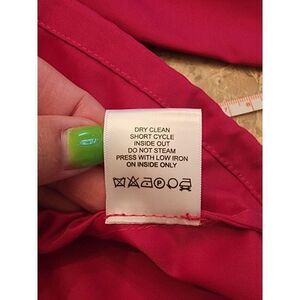 DRY CLEAN
SHORT CYCLE
INSIDE OUT
DO NOT STEAM
PRESS WITH LOW IRON
ON INSIDE ONLY